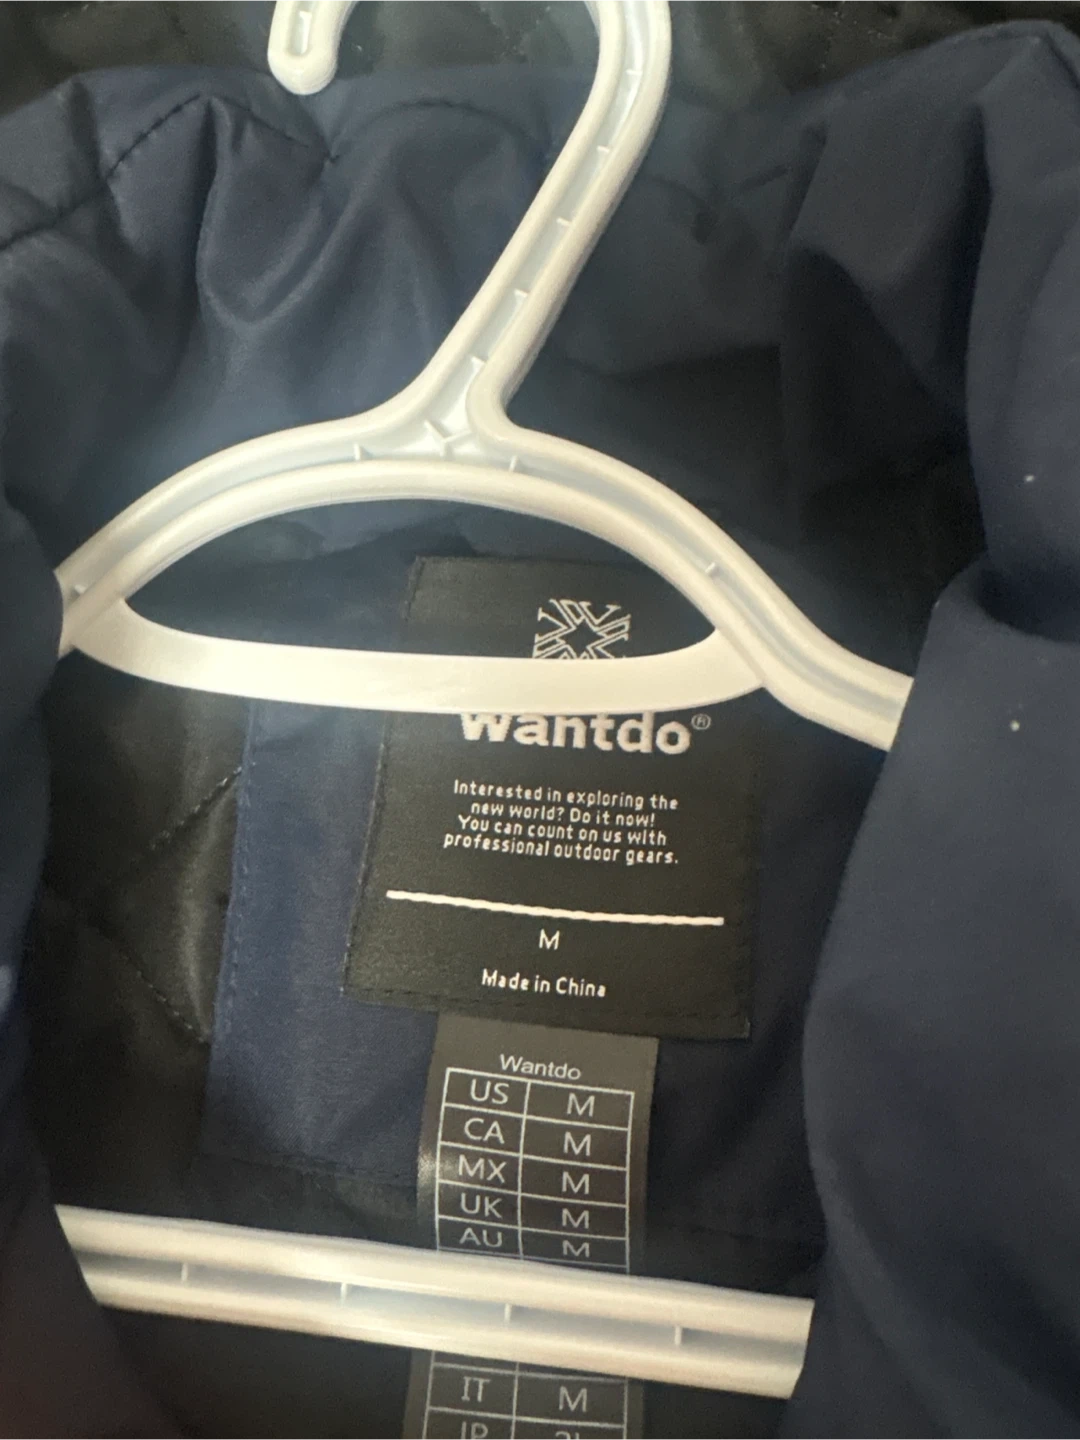 wantdo®
Interested in exploring the
new world? Do it now!
You can count on us with
professional outdoor gears.
M
Made in China
Wantdo
US M
CA M
MX M
UK M
AU M
IT M